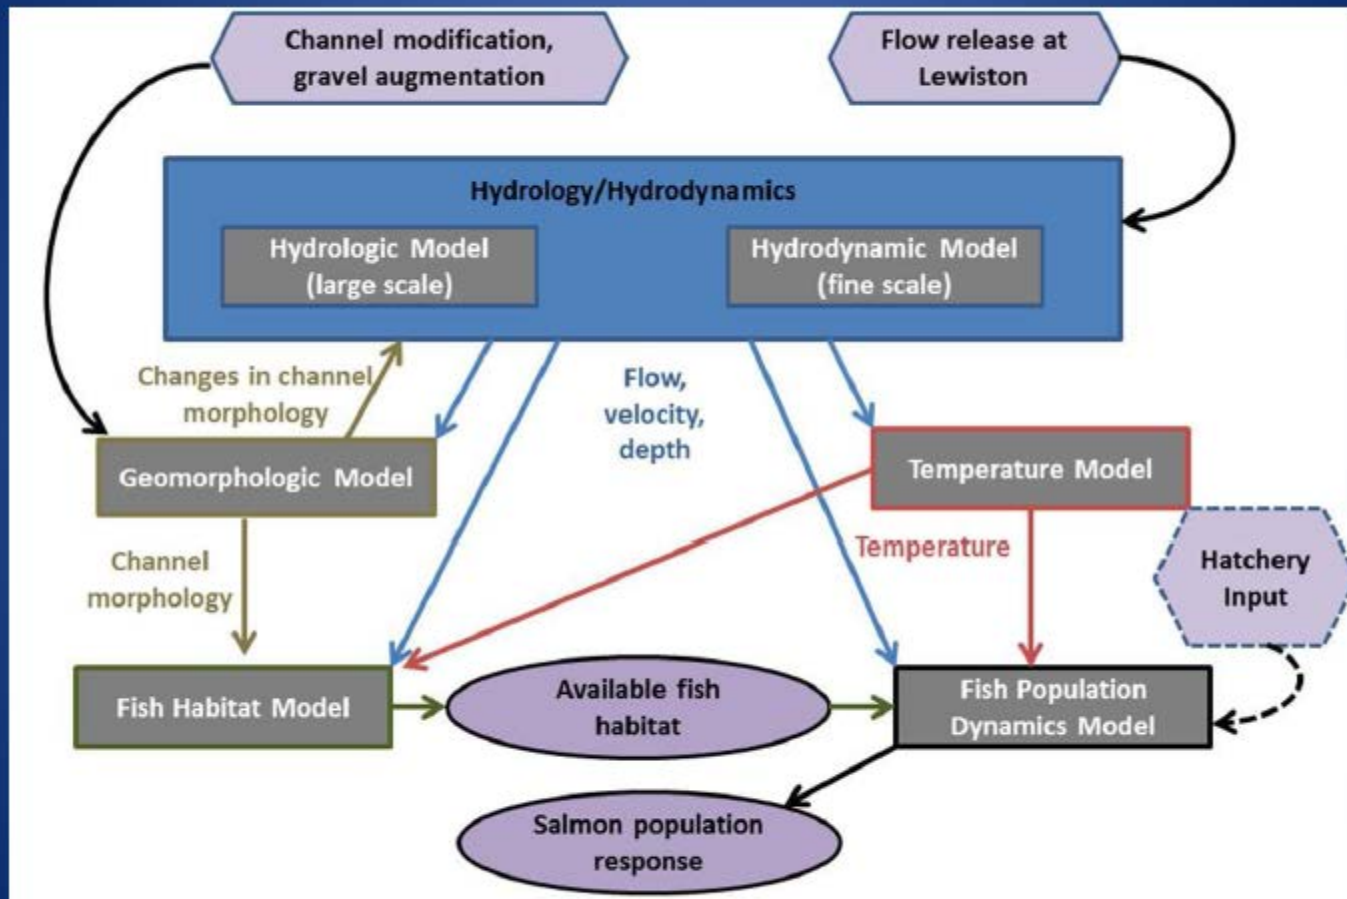 Channel modification,
gravel augmentation
Flow release at
Lewiston
Hydrology/Hydrodynamics
Hydrologic Model
(large scale)
Hydrodynamic Model
(fine scale)
Changes in channel
morphology
Flow,
velocity,
depth
Geomorphologic Model
Temperature Model
Channel
morphology
Temperature
Hatchery
Input
Fish Habitat Model
Available fish
habitat
Fish Population
Dynamics Model
Salmon population
response